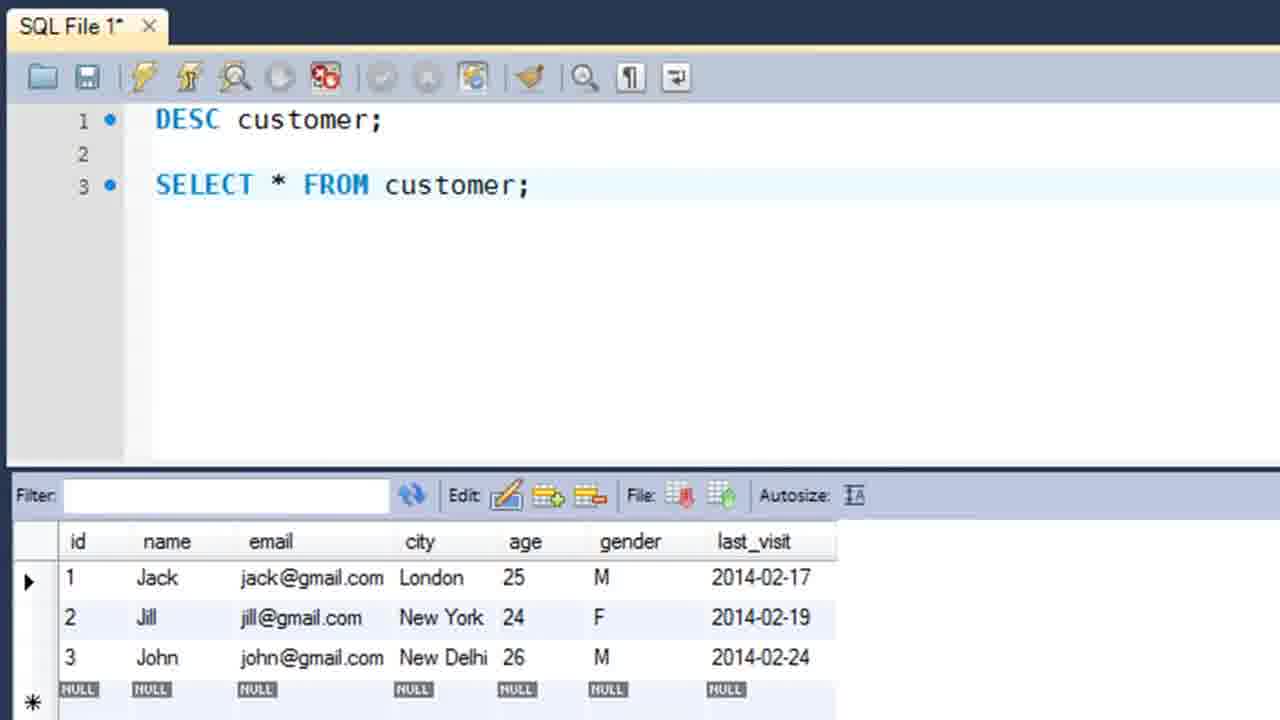 SQL File 1*
1 DESC customer;
2
3 SELECT * FROM customer;
Filter: Edit: File: Autosize:
id name email city age gender last_visit
1 Jack jack@gmail.com London 25 M 2014-02-17
2 Jill jill@gmail.com New York 24 F 2014-02-19
3 John john@gmail.com New Delhi 26 M 2014-02-24
NULL NULL NULL NULL NULL NULL NULL